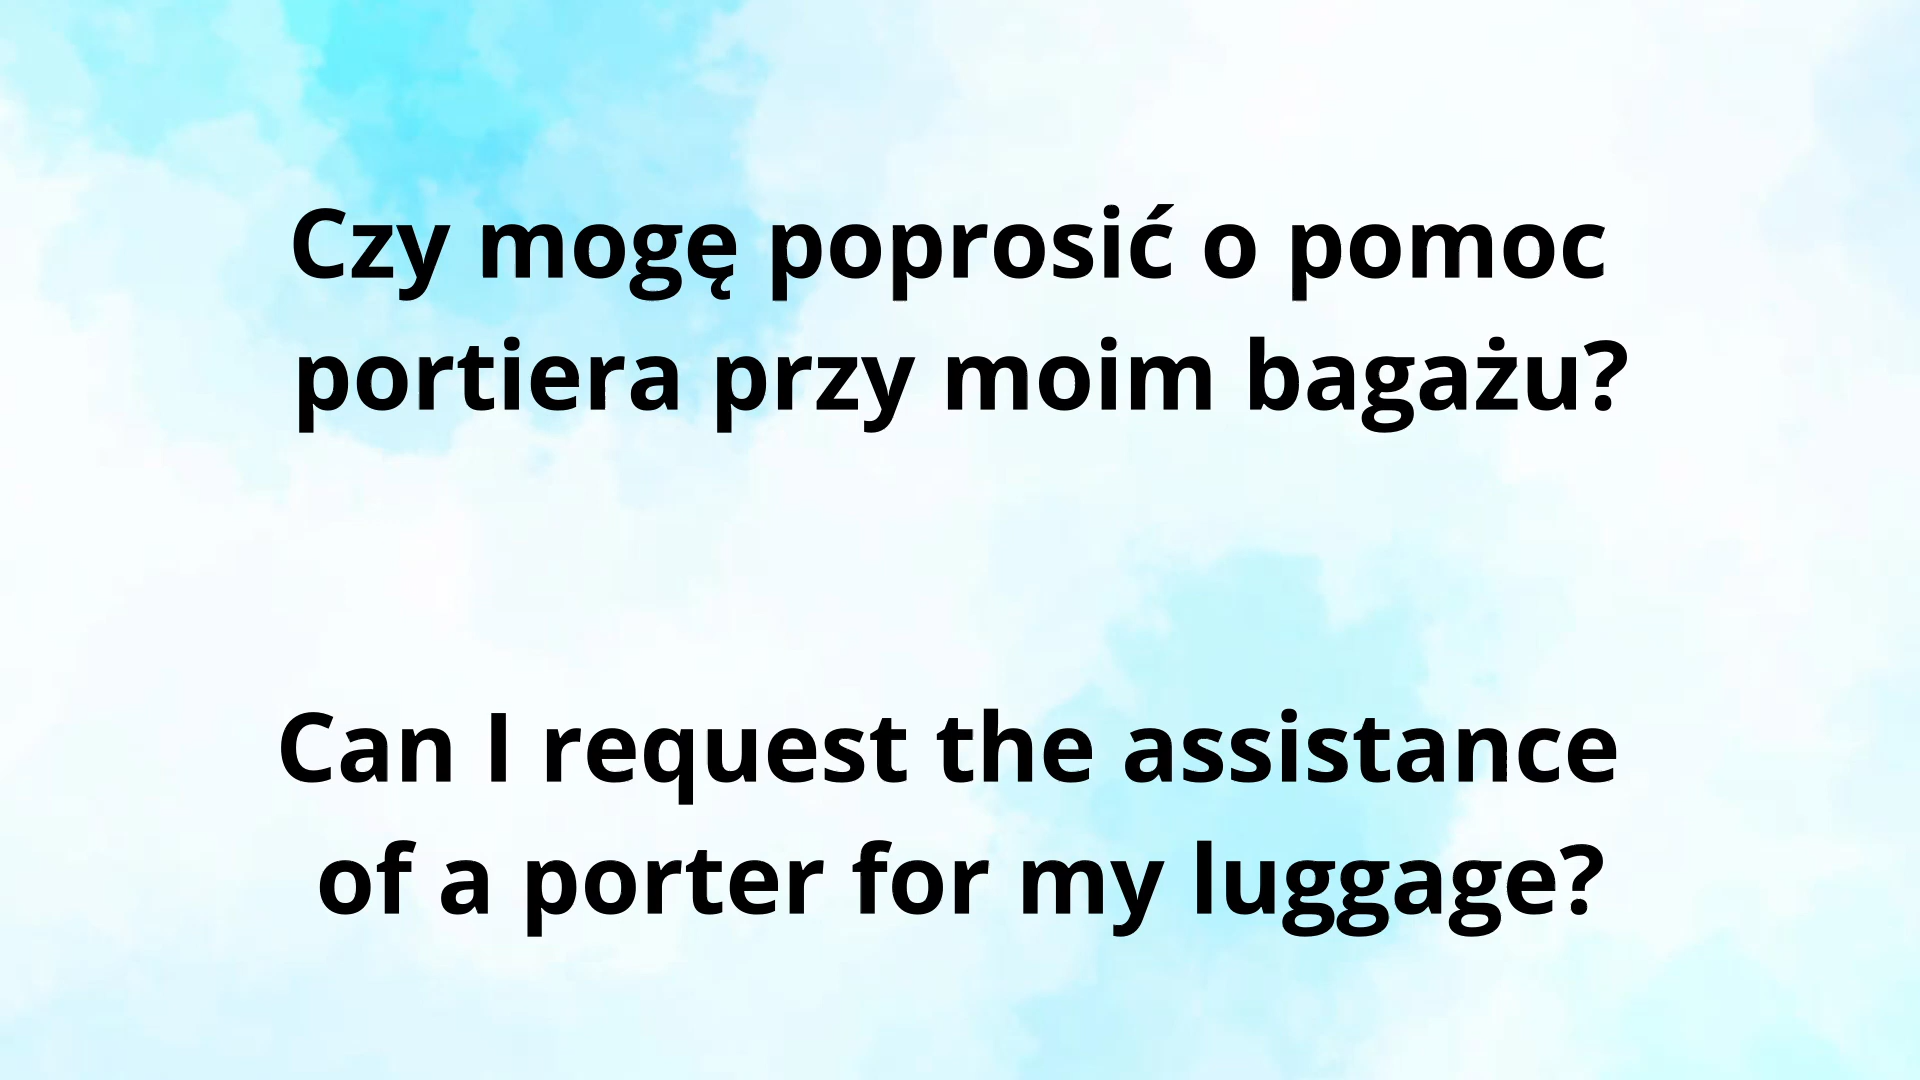 Czy mogę poprosić o pomoc
portiera przy moim bagażu?
Can I request the assistance
of a porter for my luggage?